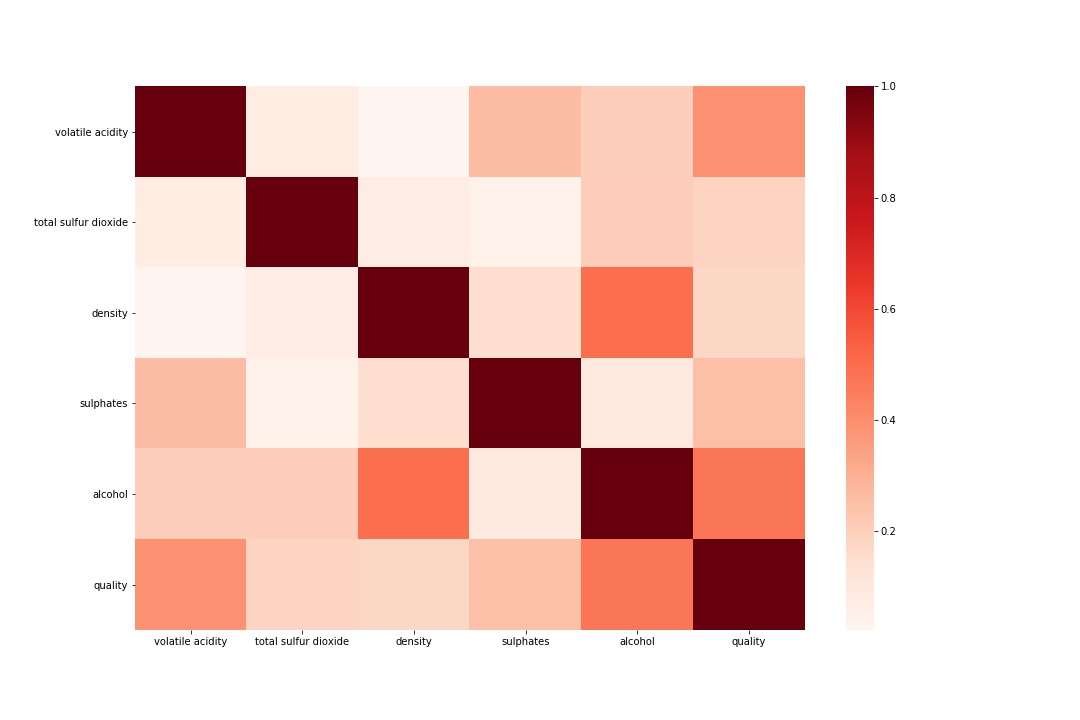 volatile acidity
total sulfur dioxide
density
sulphates
alcohol
quality
volatile acidity
total sulfur dioxide
density
sulphates
alcohol
quality
1.0
0.8
0.6
0.4
0.2